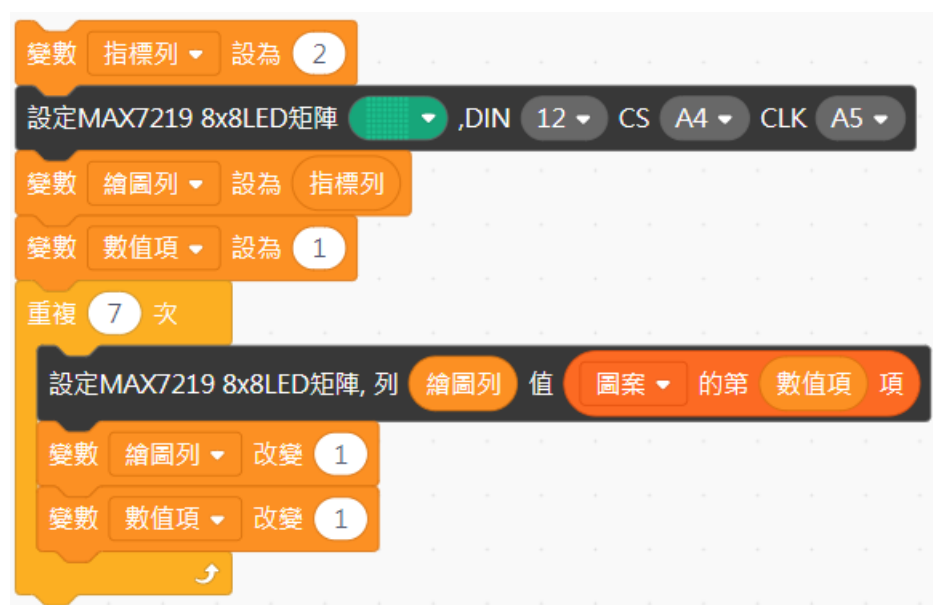 變數 指標列 設為 2
設定MAX7219 8x8LED矩陣 ,DIN 12 CS A4 CLK A5
變數 繪圖列 設為 指標列
變數 數值項 設為 1
重複 7 次
設定MAX7219 8x8LED矩陣, 列 繪圖列 值 圖案 的第 數值項 項
變數 繪圖列 改變 1
變數 數值項 改變 1